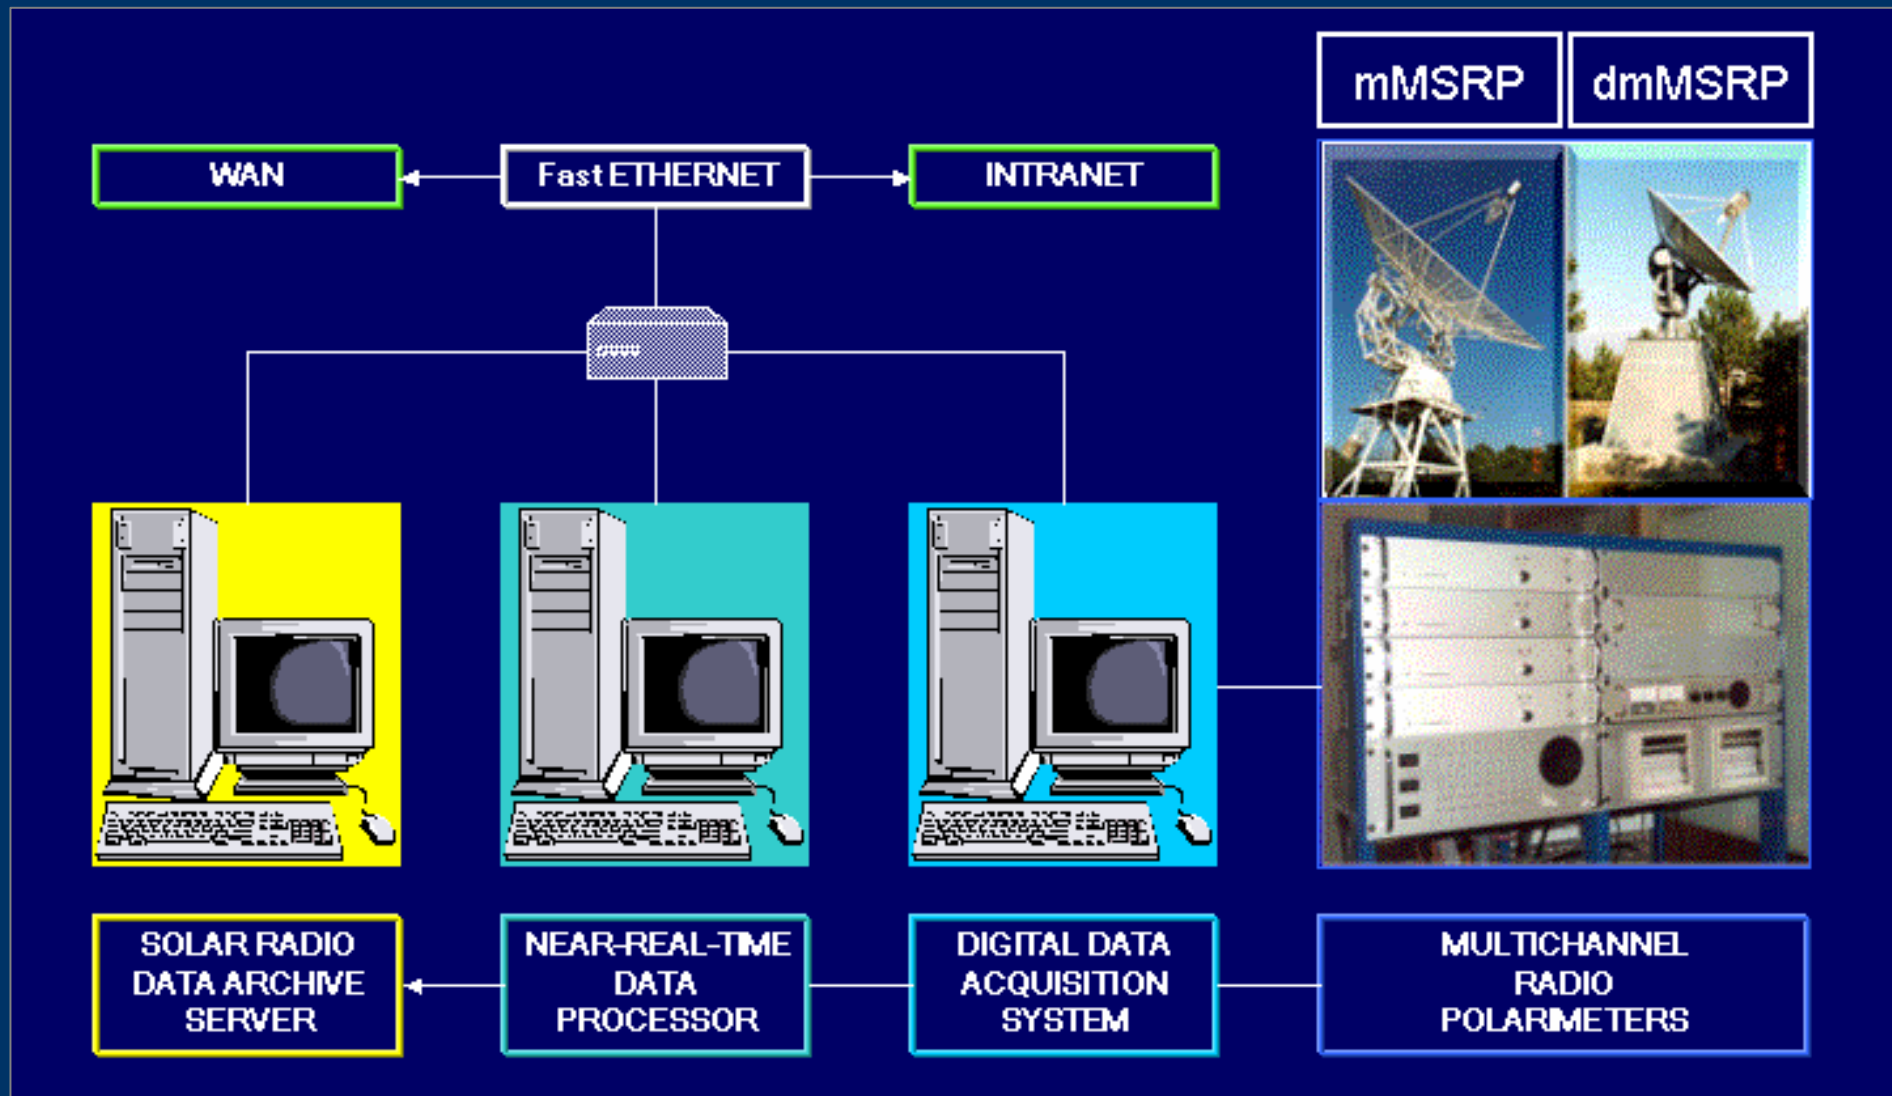 mMSRP
dmMSRP
WAN
Fast ETHERNET
INTRANET
SOLAR RADIO
DATA ARCHIVE
SERVER
NEAR-REAL-TIME
DATA
PROCESSOR
DIGITAL DATA
ACQUISITION
SYSTEM
MULTICHANNEL
RADIO
POLARIMETERS